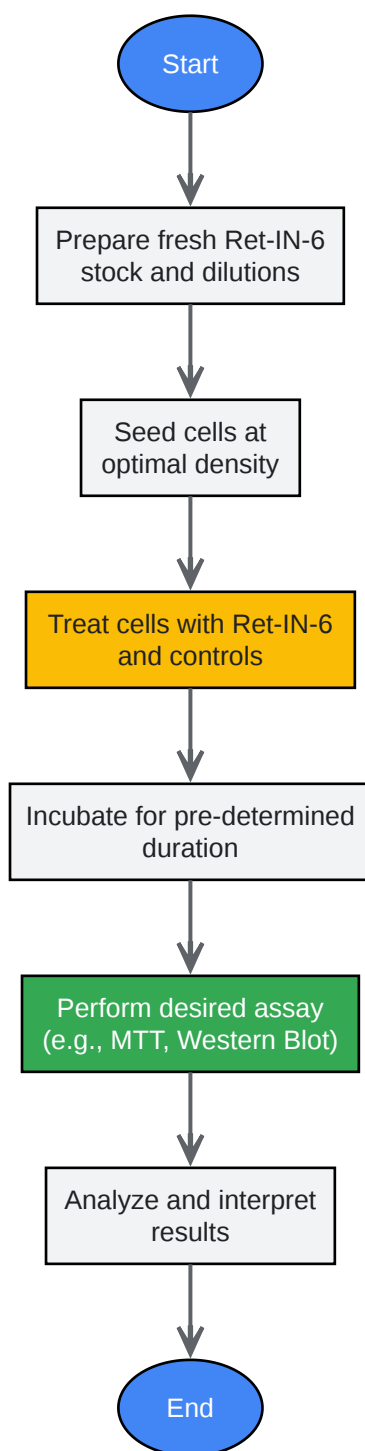 Start
Prepare fresh Ret-IN-6
stock and dilutions
Seed cells at
optimal density
Treat cells with Ret-IN-6
and controls
Incubate for pre-determined
duration
Perform desired assay
(e.g., MTT, Western Blot)
Analyze and interpret
results
End